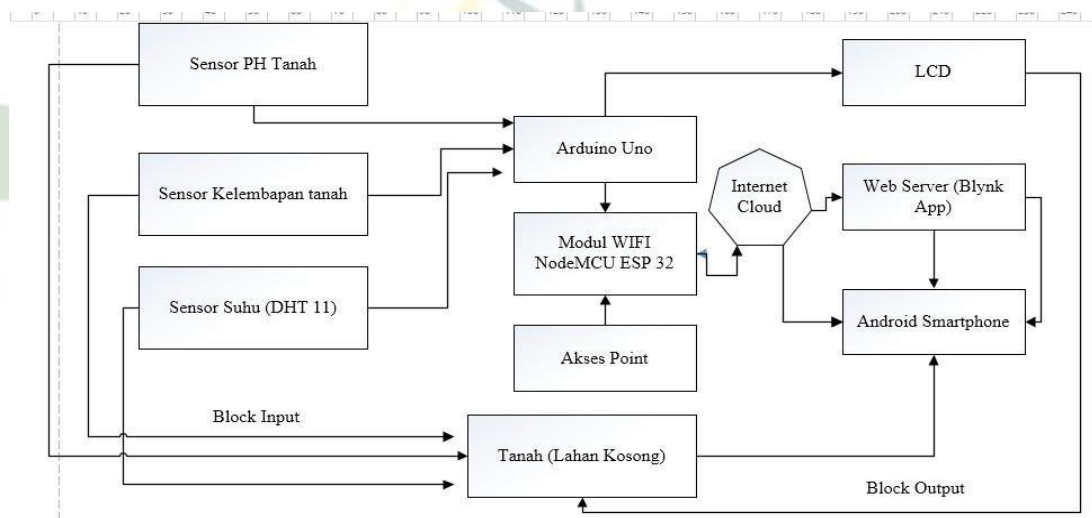 Sensor PH Tanah
LCD
Arduino Uno
Sensor Kelembapan tanah
Internet
Cloud
Web Server (Blynk
App)
Modul WIFI
NodeMCU ESP 32
Sensor Suhu (DHT 11)
Android Smartphone
Akses Point
Block Input
Tanah (Lahan Kosong)
Block Output